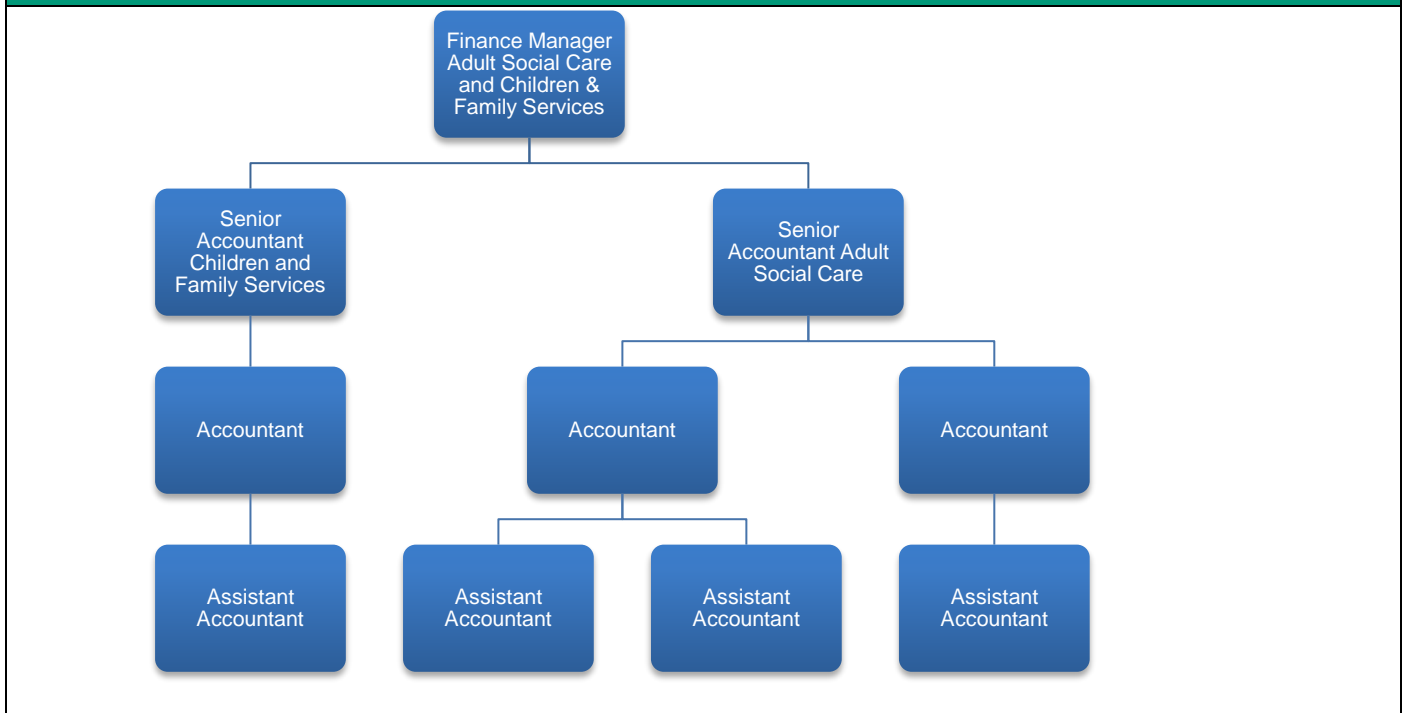 Finance Manager
Adult Social Care
and Children &
Family Services
Senior
Accountant
Children and
Family Services
Senior
Accountant Adult
Social Care
Accountant
Accountant
Accountant
Assistant
Accountant
Assistant
Accountant
Assistant
Accountant
Assistant
Accountant